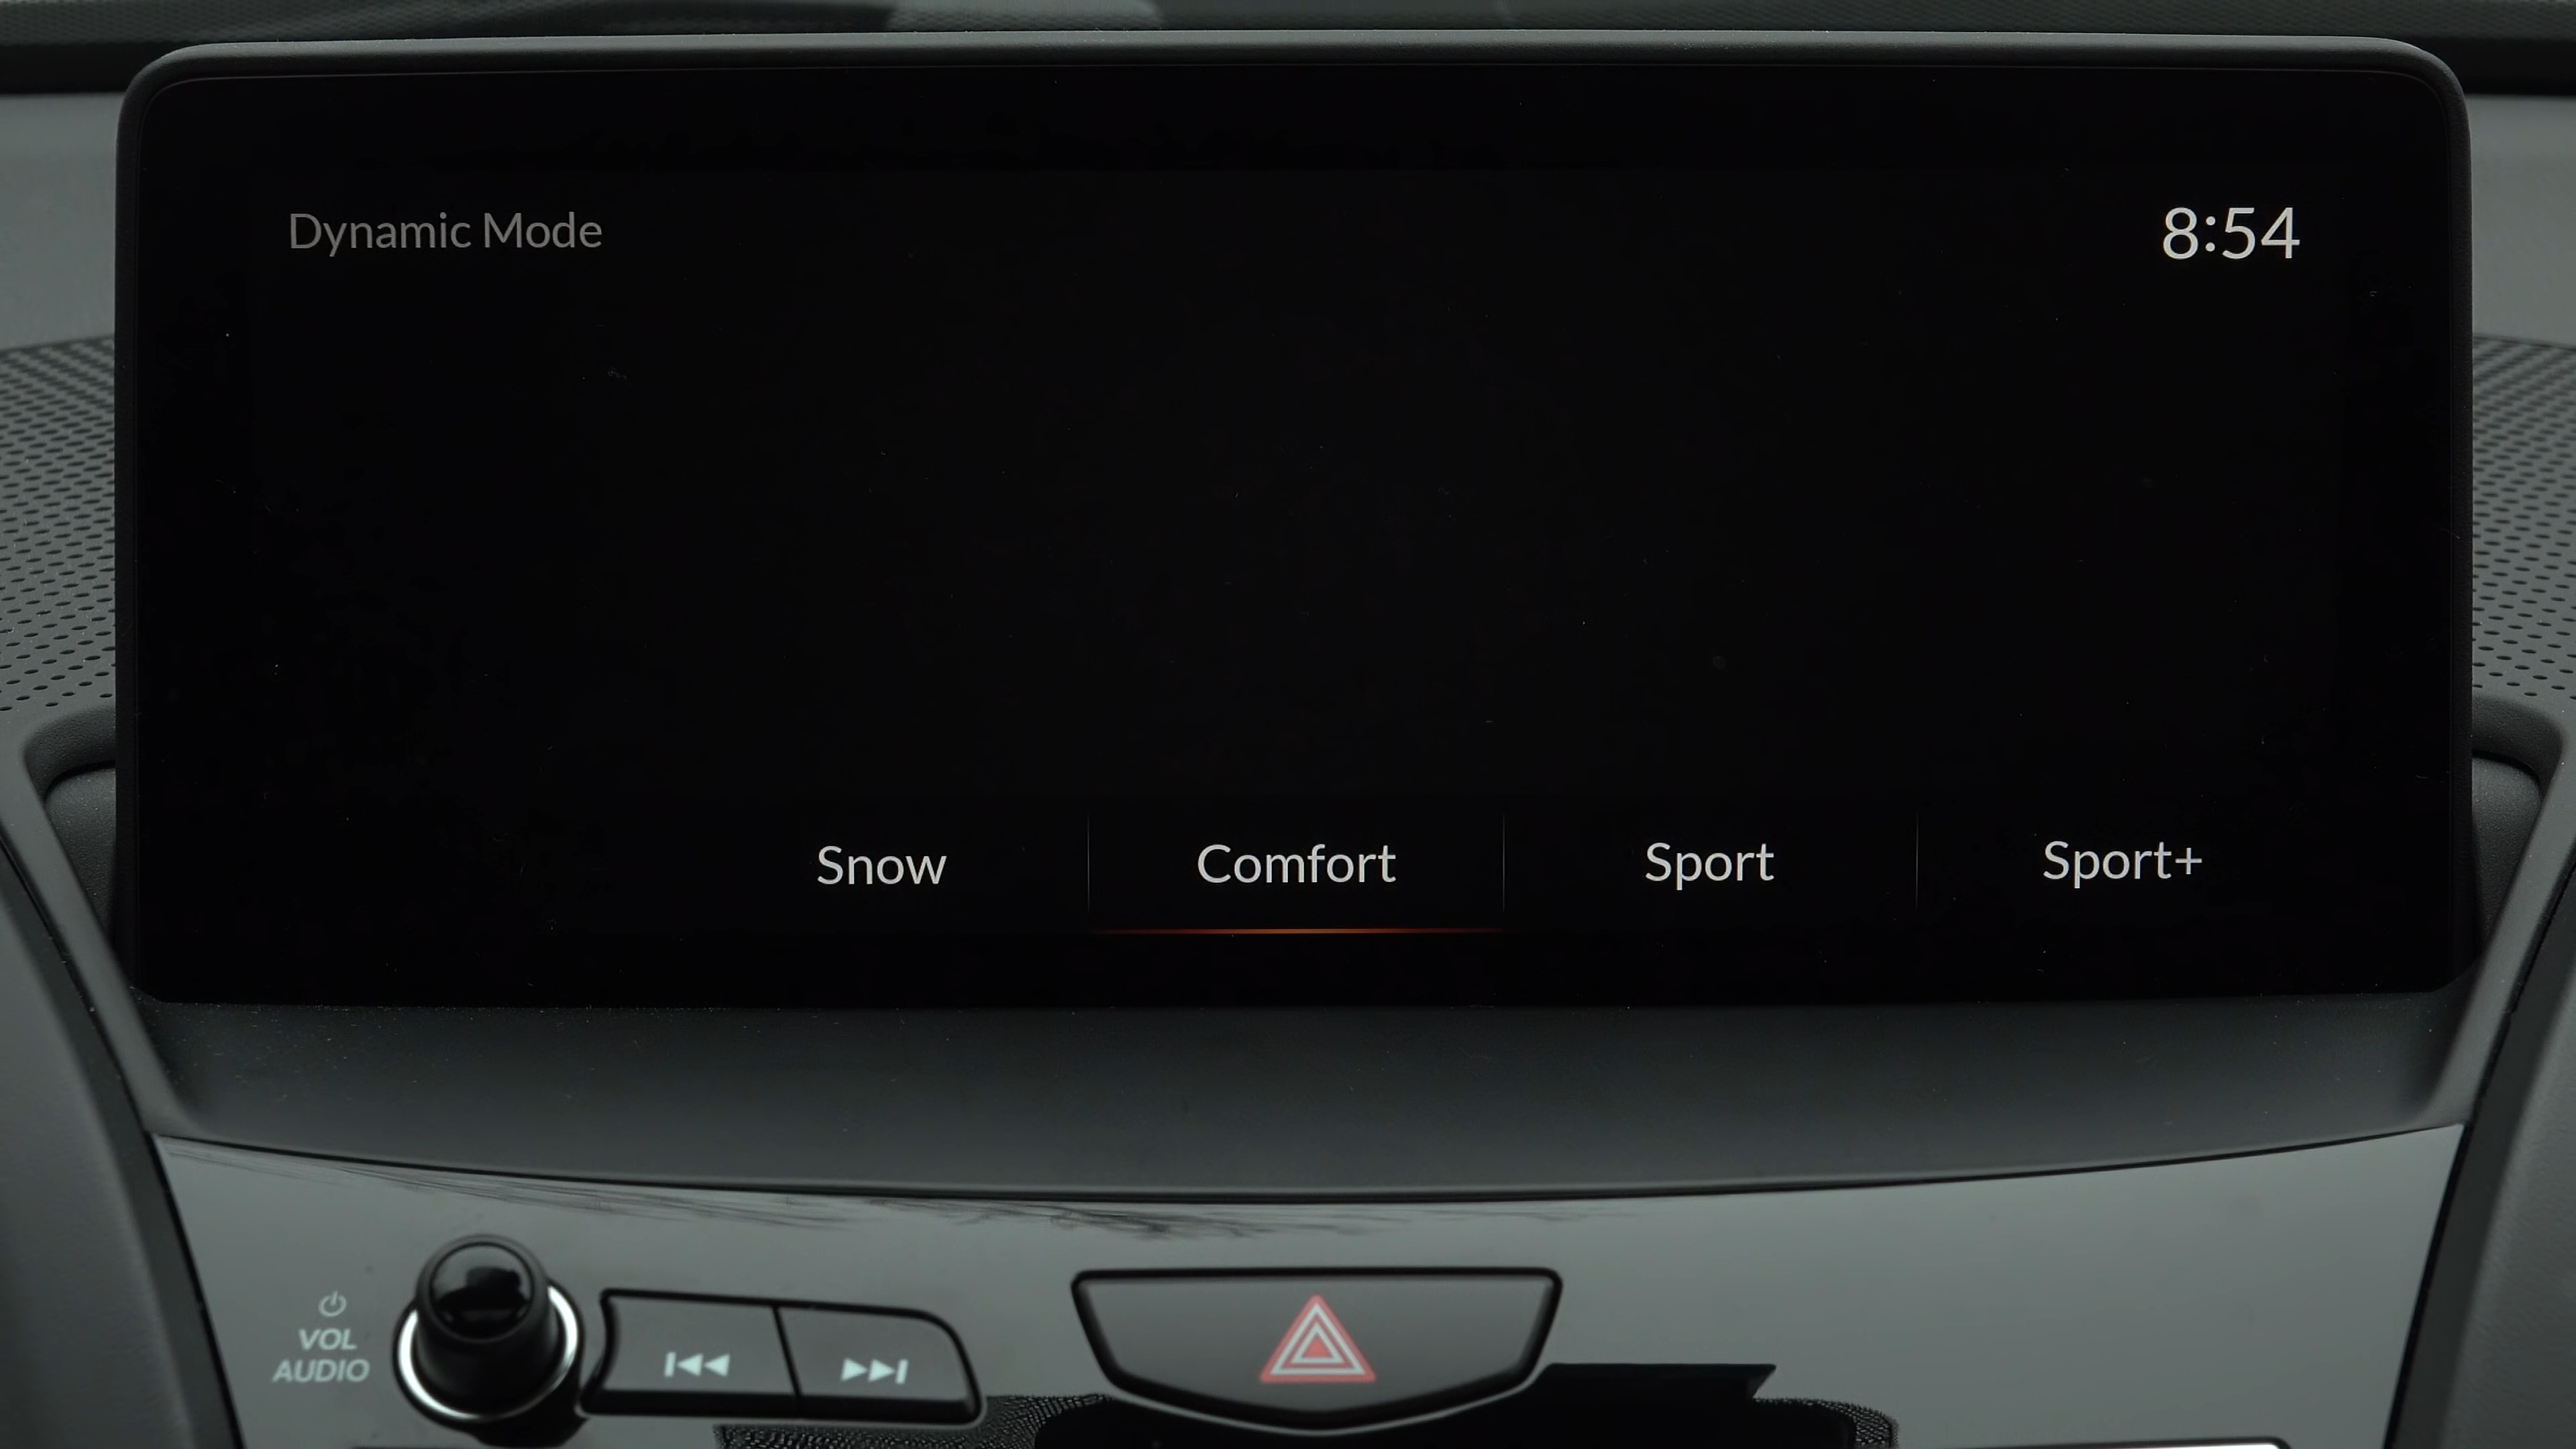 Dynamic Mode
8:54
Snow
Comfort
Sport
Sport+
VOL
AUDIO